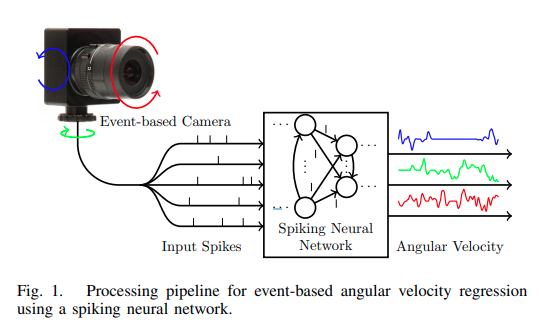 Event-based Camera
Input Spikes
Spiking Neural
Network
Angular Velocity
Fig. 1. Processing pipeline for event-based angular velocity regression
using a spiking neural network.